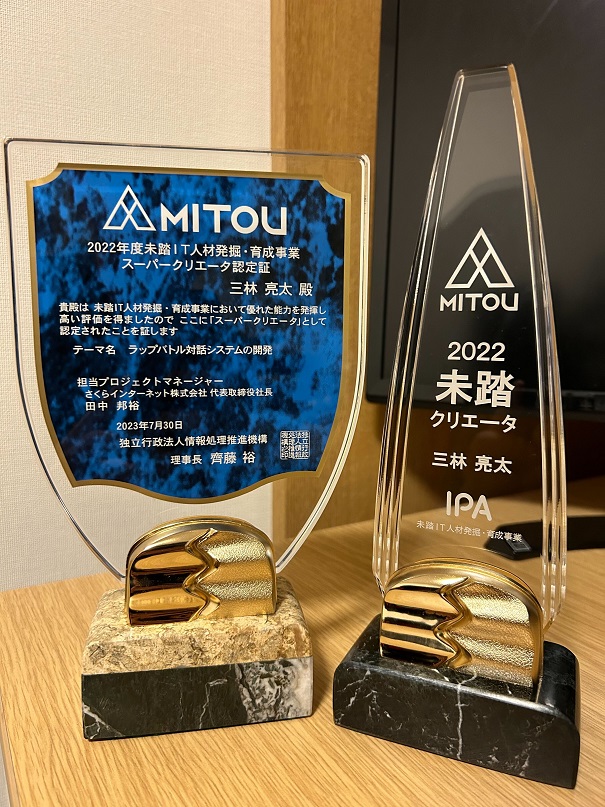 MITOU
2022年度未踏IT人材発掘・育成事業
スーパークリエータ認定証
三林 亮太 殿
貴殿は 未踏IT人材発掘・育成事業において優れた能力を発揮し
高い評価を得ましたので ここに「スーパークリエータ」として
認定されたことを証します
テーマ名 ラップバトル対話システムの開発
担当プロジェクトマネージャー
さくらインターネット株式会社 代表取締役社長
田中 邦裕
2023年7月30日
独立行政法人情報処理推進機構
理事長 齊藤 裕
MITOU
2022
未踏
クリエータ
三林 亮太
IPA
未踏IT人材発掘・育成事業